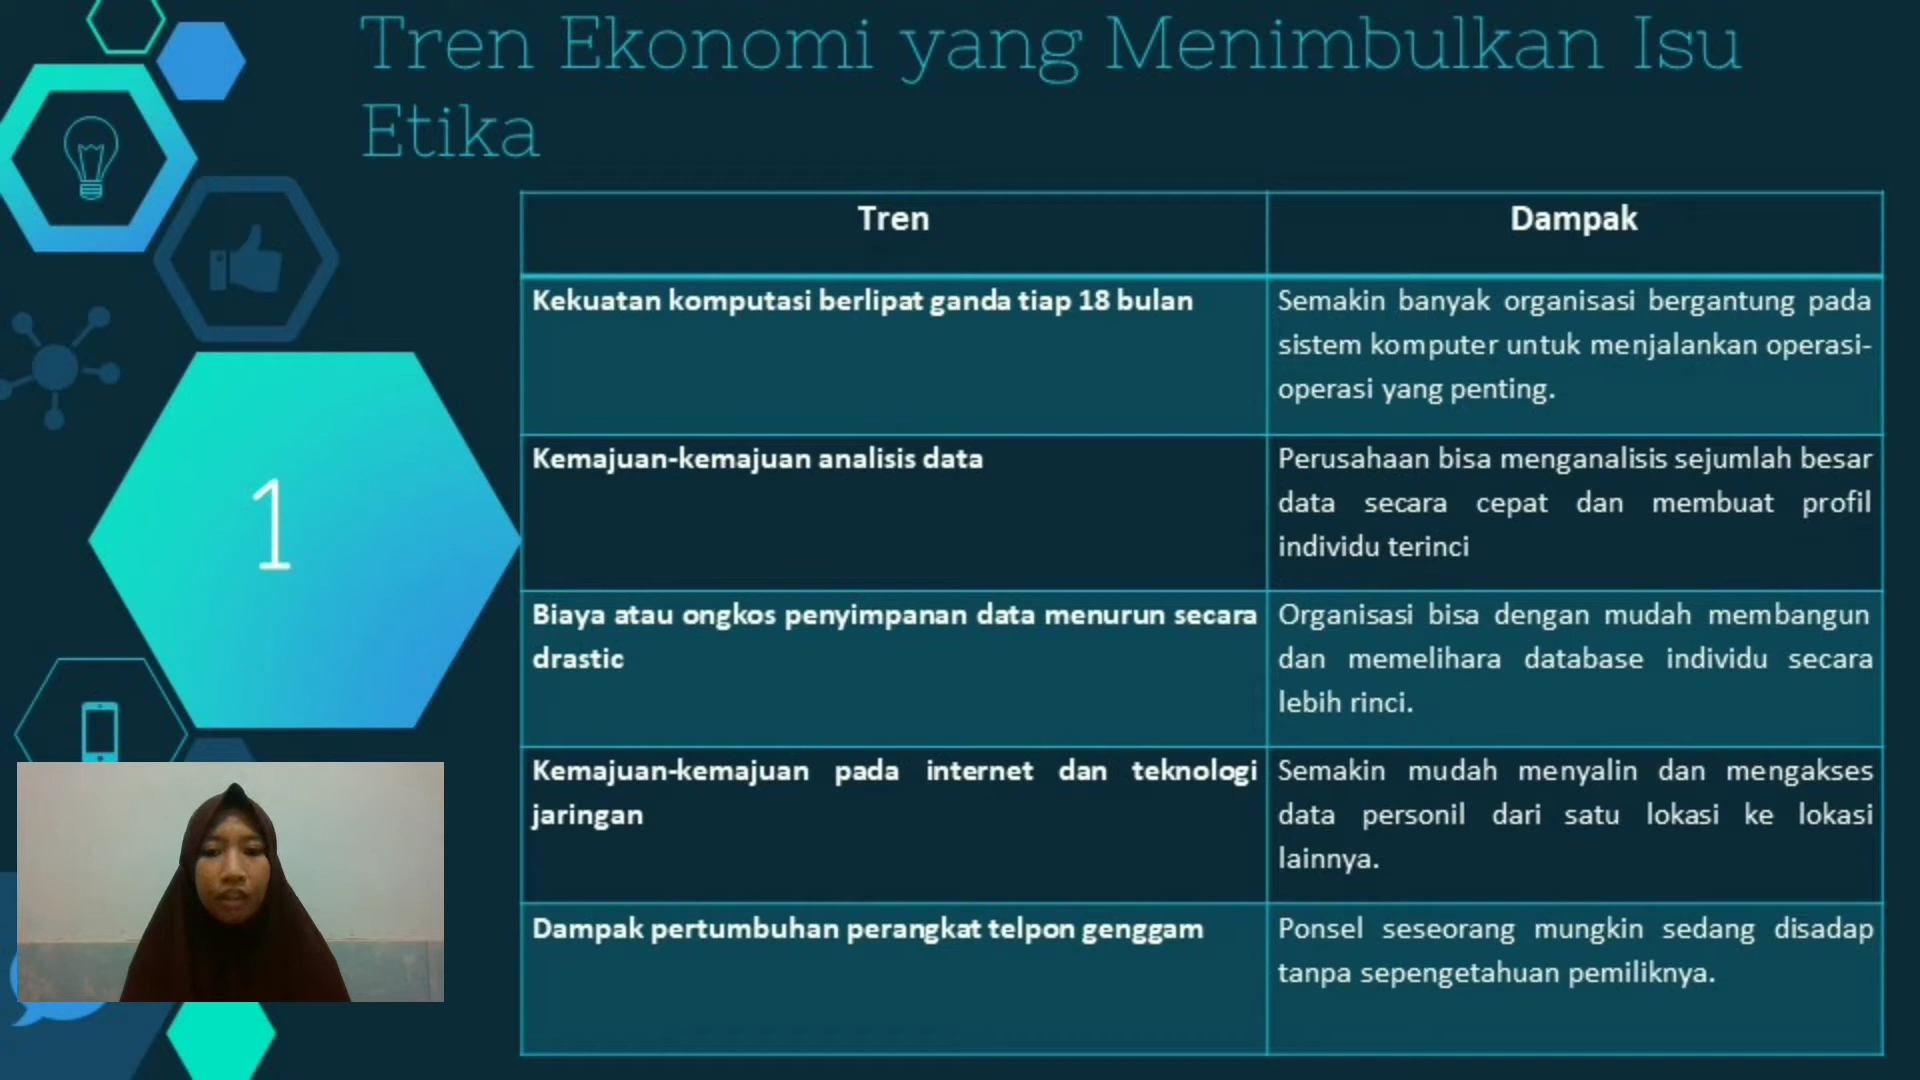 Tren Ekonomi yang Menimbulkan Isu
Etika
1
Tren
Dampak
Kekuatan komputasi berlipat ganda tiap 18 bulan
Semakin banyak organisasi bergantung pada
sistem komputer untuk menjalankan operasi-
operasi yang penting.
Kemajuan-kemajuan analisis data
Perusahaan bisa menganalisis sejumlah besar
data secara cepat dan membuat profil
individu terinci
Biaya atau ongkos penyimpanan data menurun secara
drastic
Organisasi bisa dengan mudah membangun
dan memelihara database individu secara
lebih rinci.
Kemajuan-kemajuan pada internet dan teknologi
jaringan
Semakin mudah menyalin dan mengakses
data personil dari satu lokasi ke lokasi
lainnya.
Dampak pertumbuhan perangkat telpon genggam
Ponsel seseorang mungkin sedang disadap
tanpa sepengetahuan pemiliknya.